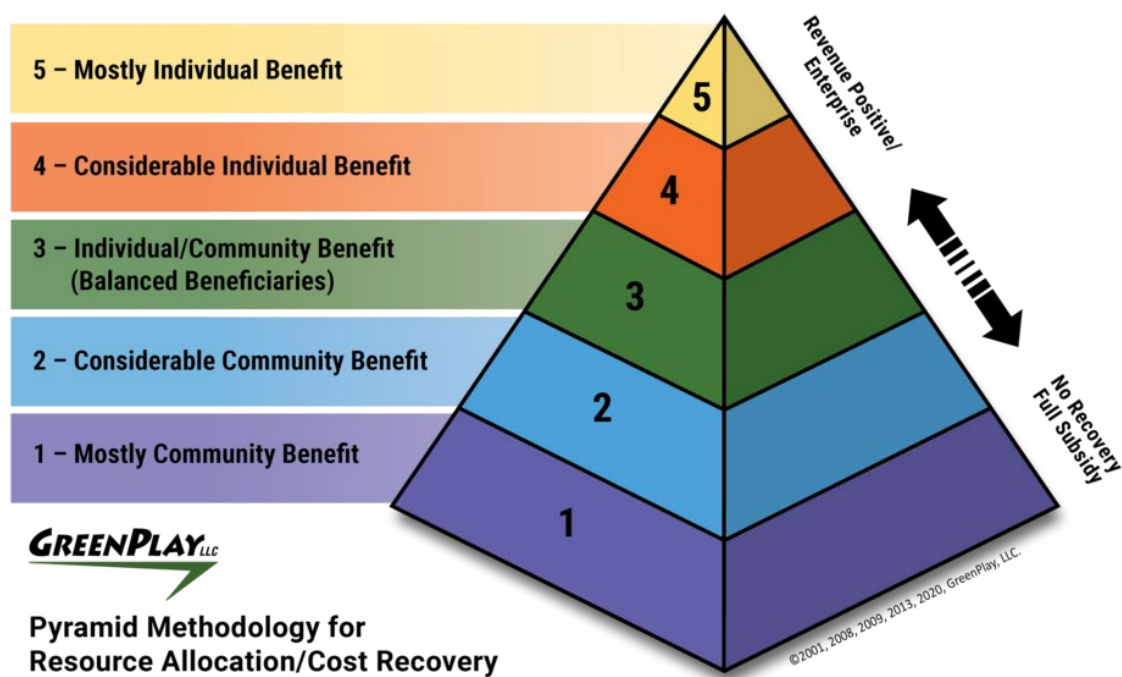 5 – Mostly Individual Benefit
4 – Considerable Individual Benefit
3 – Individual/Community Benefit
(Balanced Beneficiaries)
2 – Considerable Community Benefit
1 – Mostly Community Benefit
5
4
3
2
1
Revenue Positive/
Enterprise
No Recovery
Full Subsidy
©2001, 2008, 2009, 2013, 2020, GreenPlay, LLC.
GREENPLAY LLC
Pyramid Methodology for
Resource Allocation/Cost Recovery